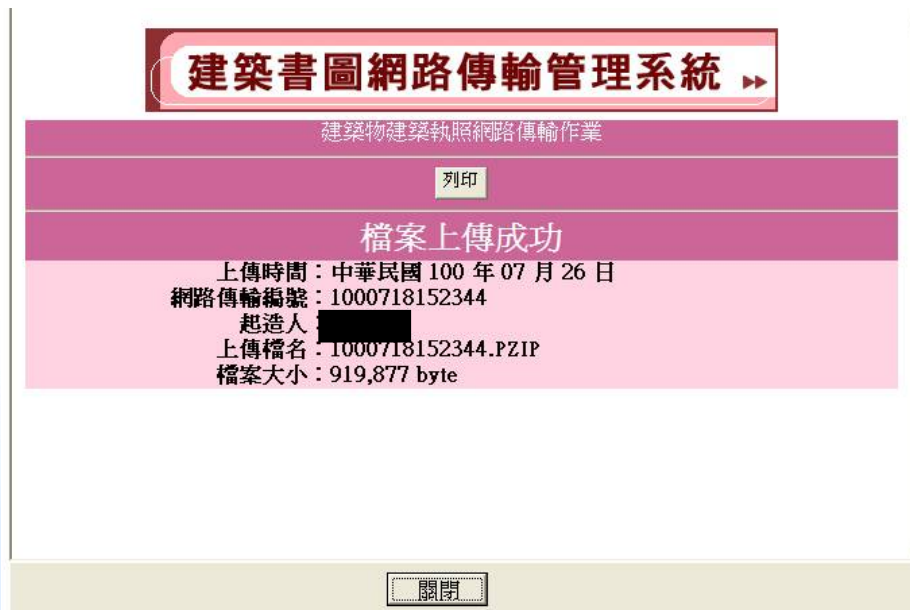 建築書圖網路傳輸管理系統
建築物建築執照網路傳輸作業
列印
檔案上傳成功
上傳時間：中華民國 100 年 07 月 26 日
網路傳輸編號：1000718152344
起造人：
上傳檔名：1000718152344.PZIP
檔案大小：919,877 byte
關閉